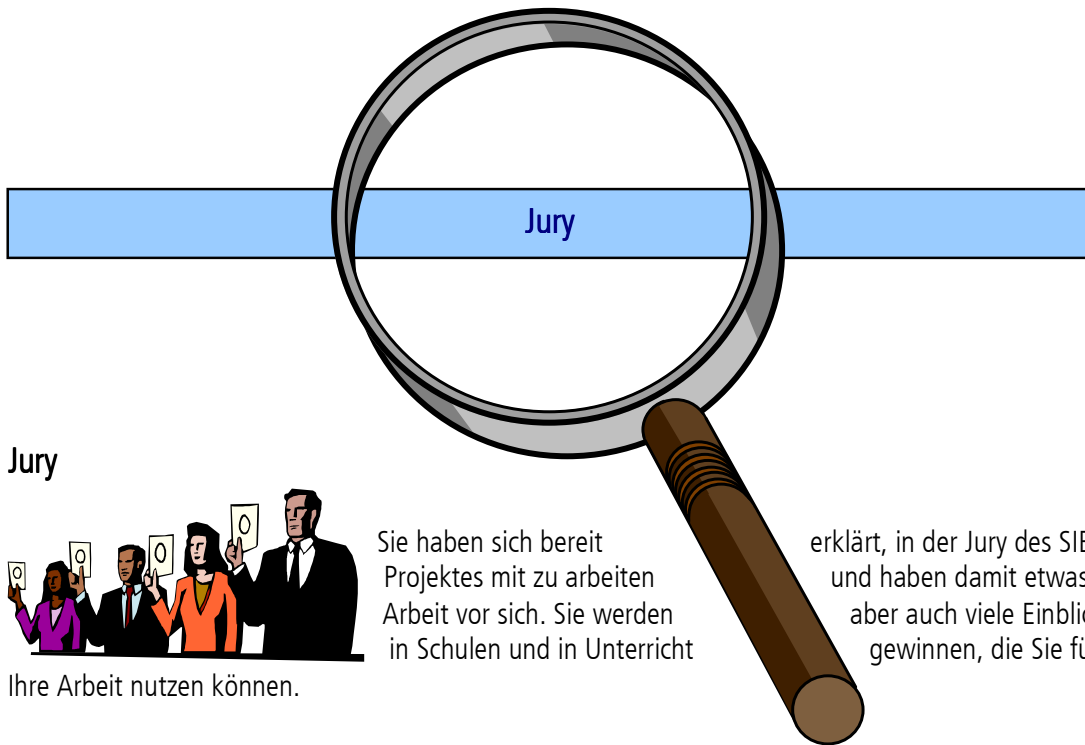 Jury
Jury
Sie haben sich bereit erklärt, in der Jury des
Projektes mit zu arbeiten und haben damit etwas
Arbeit vor sich. Sie werden aber auch viele
in Schulen und in Unterricht gewinnen, die Sie
Ihre Arbeit nutzen können.